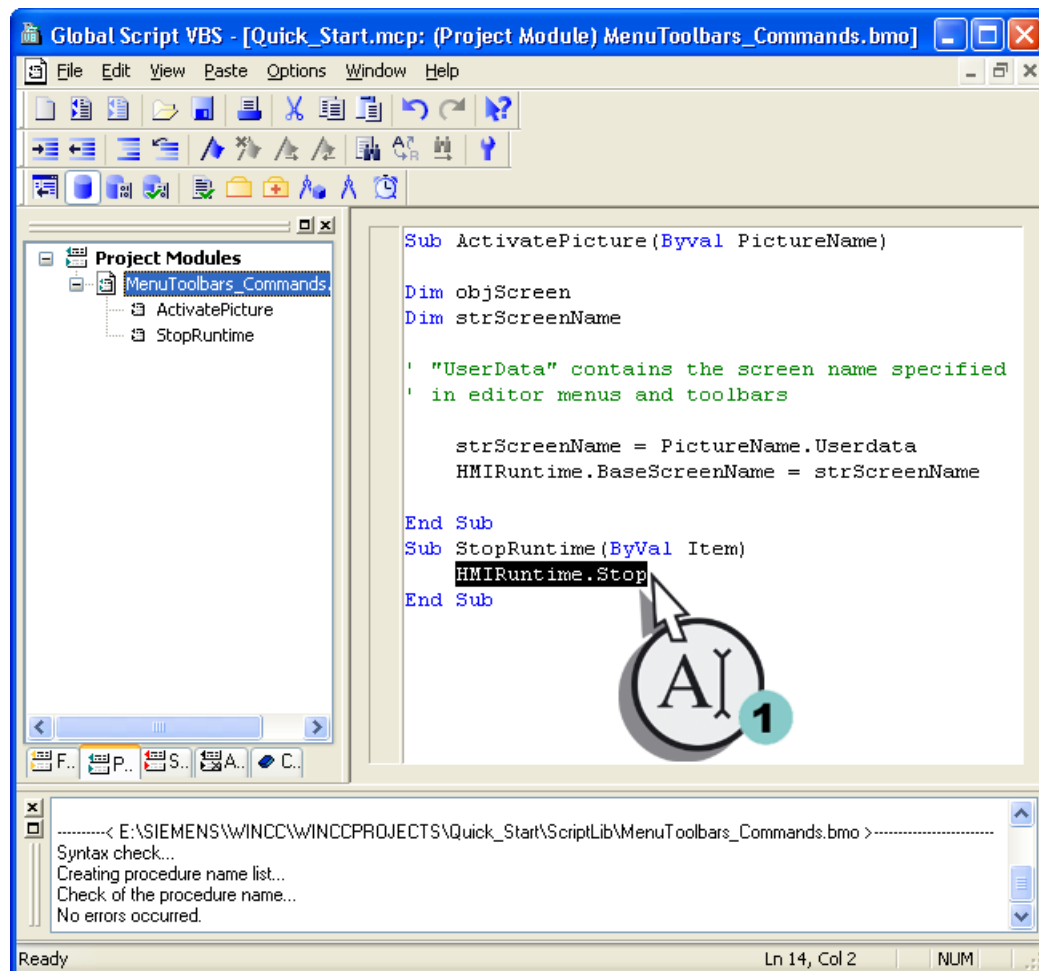 Global Script VBS - [Quick_Start.mcp: (Project Module) MenuToolbars_Commands.bmo]
File Edit View Paste Options Window Help
Project Modules
MenuToolbars_Commands.
ActivatePicture
StopRuntime
F.. P.. S.. A.. C..
Sub ActivatePicture(Byval PictureName)
Dim objScreen
Dim strScreenName
' "UserData" contains the screen name specified
' in editor menus and toolbars
strScreenName = PictureName.Userdata
HMIRuntime.BaseScreenName = strScreenName
End Sub
Sub StopRuntime(ByVal Item)
HMIRuntime.Stop
End Sub
A
1
----------< E:\SIEMENS\WINCC\WINCCPROJECTS\Quick_Start\ScriptLib\MenuToolbars_Commands.bmo >-------------------------
Syntax check...
Creating procedure name list...
Check of the procedure name...
No errors occurred.
Ready Ln 14, Col 2 NUM